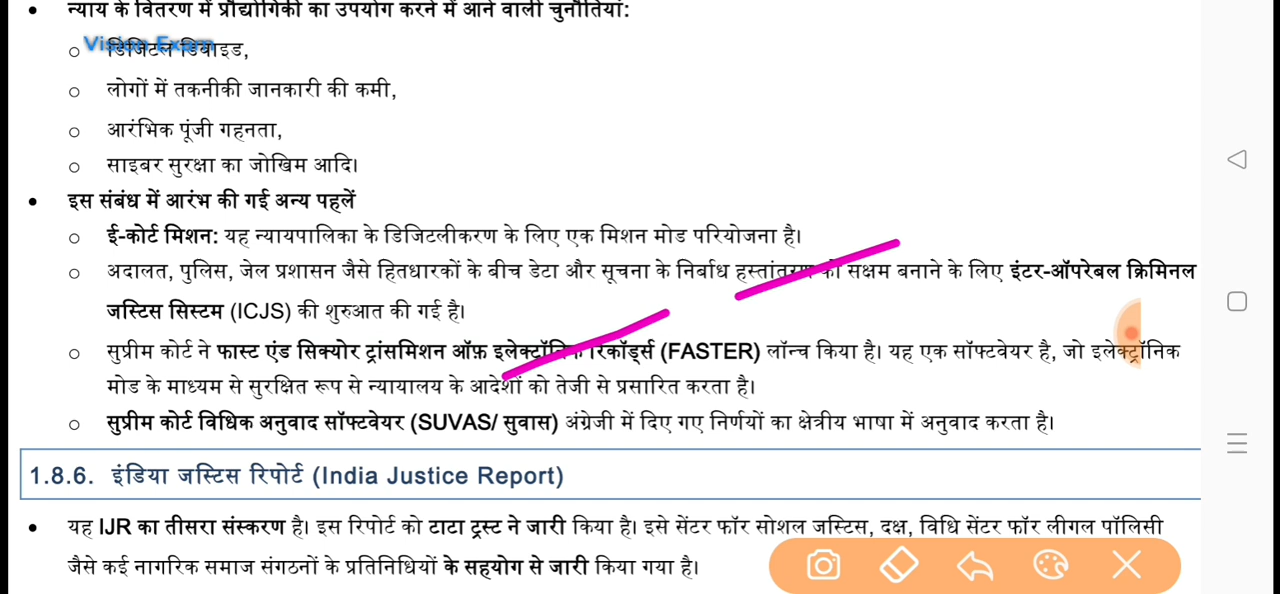 • न्याय के वितरण में प्रौद्योगिकी का उपयोग करने में आने वाली चुनौतियां:
Vision Exam
○ डिजिटल डिवाइड,
○ लोगों में तकनीकी जानकारी की कमी,
○ आरंभिक पूंजी गहनता,
○ साइबर सुरक्षा का जोखिम आदि।
• इस संबंध में आरंभ की गई अन्य पहलें
○ ई-कोर्ट मिशन: यह न्यायपालिका के डिजिटलीकरण के लिए एक मिशन मोड परियोजना है।
○ अदालत, पुलिस, जेल प्रशासन जैसे हितधारकों के बीच डेटा और सूचना के निर्बाध हस्तांतरण को सक्षम बनाने के लिए इंटर-ऑपरेबल क्रिमिनल
जस्टिस सिस्टम (ICJS) की शुरुआत की गई है।
○ सुप्रीम कोर्ट ने फास्ट एंड सिक्योर ट्रांसमिशन ऑफ़ इलेक्ट्रॉनिक रिकॉर्ड्स (FASTER) लॉन्च किया है। यह एक सॉफ्टवेयर है, जो इलेक्ट्रॉनिक
मोड के माध्यम से सुरक्षित रूप से न्यायालय के आदेशों को तेजी से प्रसारित करता है।
○ सुप्रीम कोर्ट विधिक अनुवाद सॉफ्टवेयर (SUVAS/ सुवास) अंग्रेजी में दिए गए निर्णयों का क्षेत्रीय भाषा में अनुवाद करता है।
1.8.6. इंडिया जस्टिस रिपोर्ट (India Justice Report)
• यह IJR का तीसरा संस्करण है। इस रिपोर्ट को टाटा ट्रस्ट ने जारी किया है। इसे सेंटर फॉर सोशल जस्टिस, दक्ष, विधि सेंटर फॉर लीगल पॉलिसी
जैसे कई नागरिक समाज संगठनों के प्रतिनिधियों के सहयोग से जारी किया गया है।